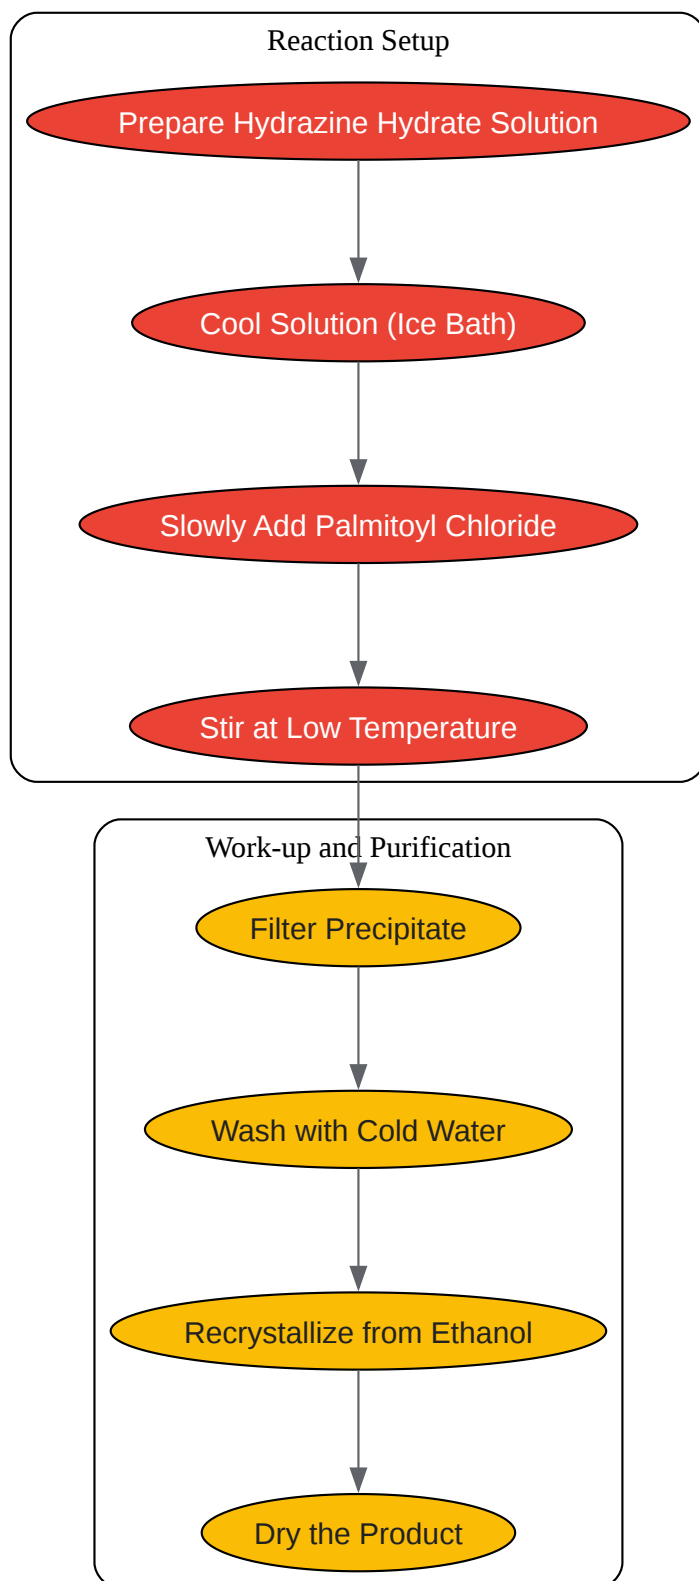 Reaction Setup
Prepare Hydrazine Hydrate Solution
Cool Solution (Ice Bath)
Slowly Add Palmitoyl Chloride
Stir at Low Temperature
Work-up and Purification
Filter Precipitate
Wash with Cold Water
Recrystallize from Ethanol
Dry the Product